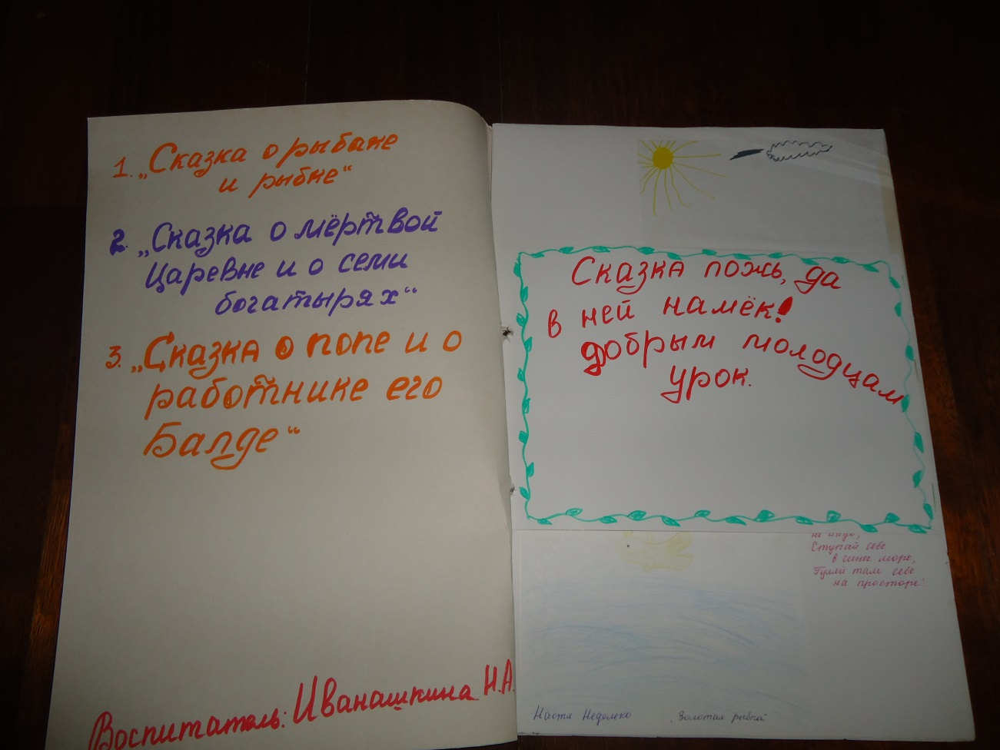 1. „Сказка о рыбаке
и рыбке“
2. „Сказка о мёртвой
Царевне и о семи
богатырях“
3. „Сказка о попе и о
работнике его
Балде“
Воспитатель: Иванашкина Н.А.
Сказка ложь, да
в ней намёк!
добрым молодцам
урок.
не надо,
Ступай себе
в синее море,
Гуляй там себе
на просторе".
Настя Неделько „Золотая рыбка"